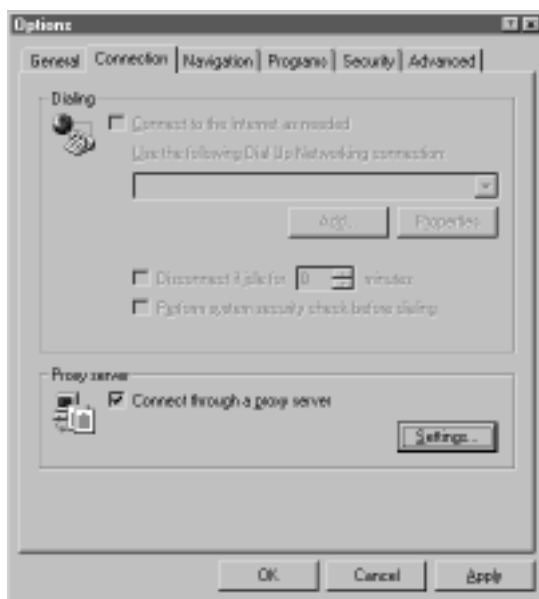 Options
General Connection Navigation Programs Security Advanced
Dialing
Connect to the Internet as needed
Use the following Dial-Up Networking connection:
Add... Properties
Disconnect if idle for 0 minutes
Perform system security check before dialing
Proxy server
Connect through a proxy server
Settings...
OK Cancel Apply